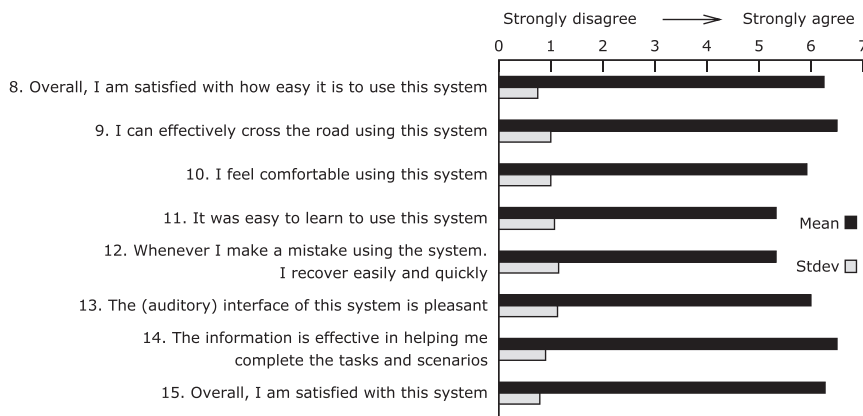 Strongly disagree Strongly agree
0 1 2 3 4 5 6 7
8. Overall, I am satisfied with how easy it is to use this system
9. I can effectively cross the road using this system
10. I feel comfortable using this system
11. It was easy to learn to use this system
Mean
12. Whenever I make a mistake using the system.
I recover easily and quickly
Stdev
13. The (auditory) interface of this system is pleasant
14. The information is effective in helping me
complete the tasks and scenarios
15. Overall, I am satisfied with this system